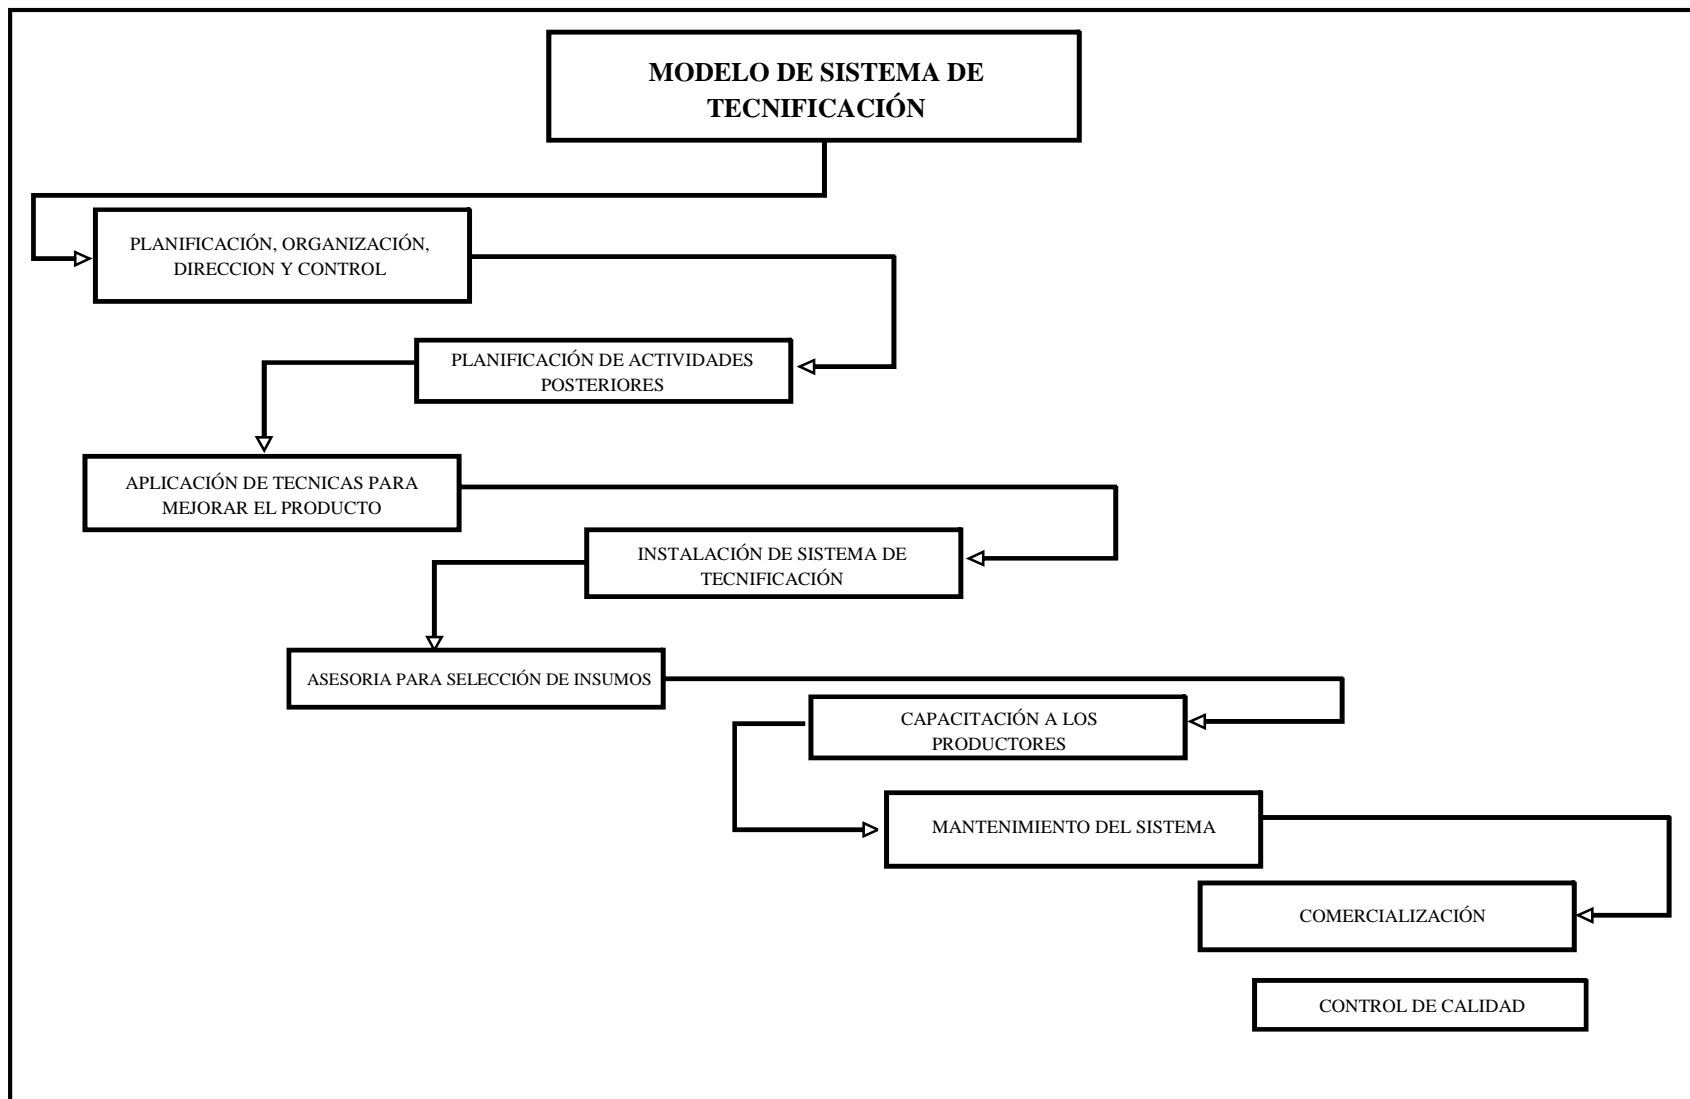 MODELO DE SISTEMA DE
TECNIFICACIÓN
PLANIFICACIÓN, ORGANIZACIÓN,
DIRECCION Y CONTROL
PLANIFICACIÓN DE ACTIVIDADES
POSTERIORES
APLICACIÓN DE TECNICAS PARA
MEJORAR EL PRODUCTO
INSTALACIÓN DE SISTEMA DE
TECNIFICACIÓN
ASESORIA PARA SELECCIÓN DE INSUMOS
CAPACITACIÓN A LOS
PRODUCTORES
MANTENIMIENTO DEL SISTEMA
COMERCIALIZACIÓN
CONTROL DE CALIDAD